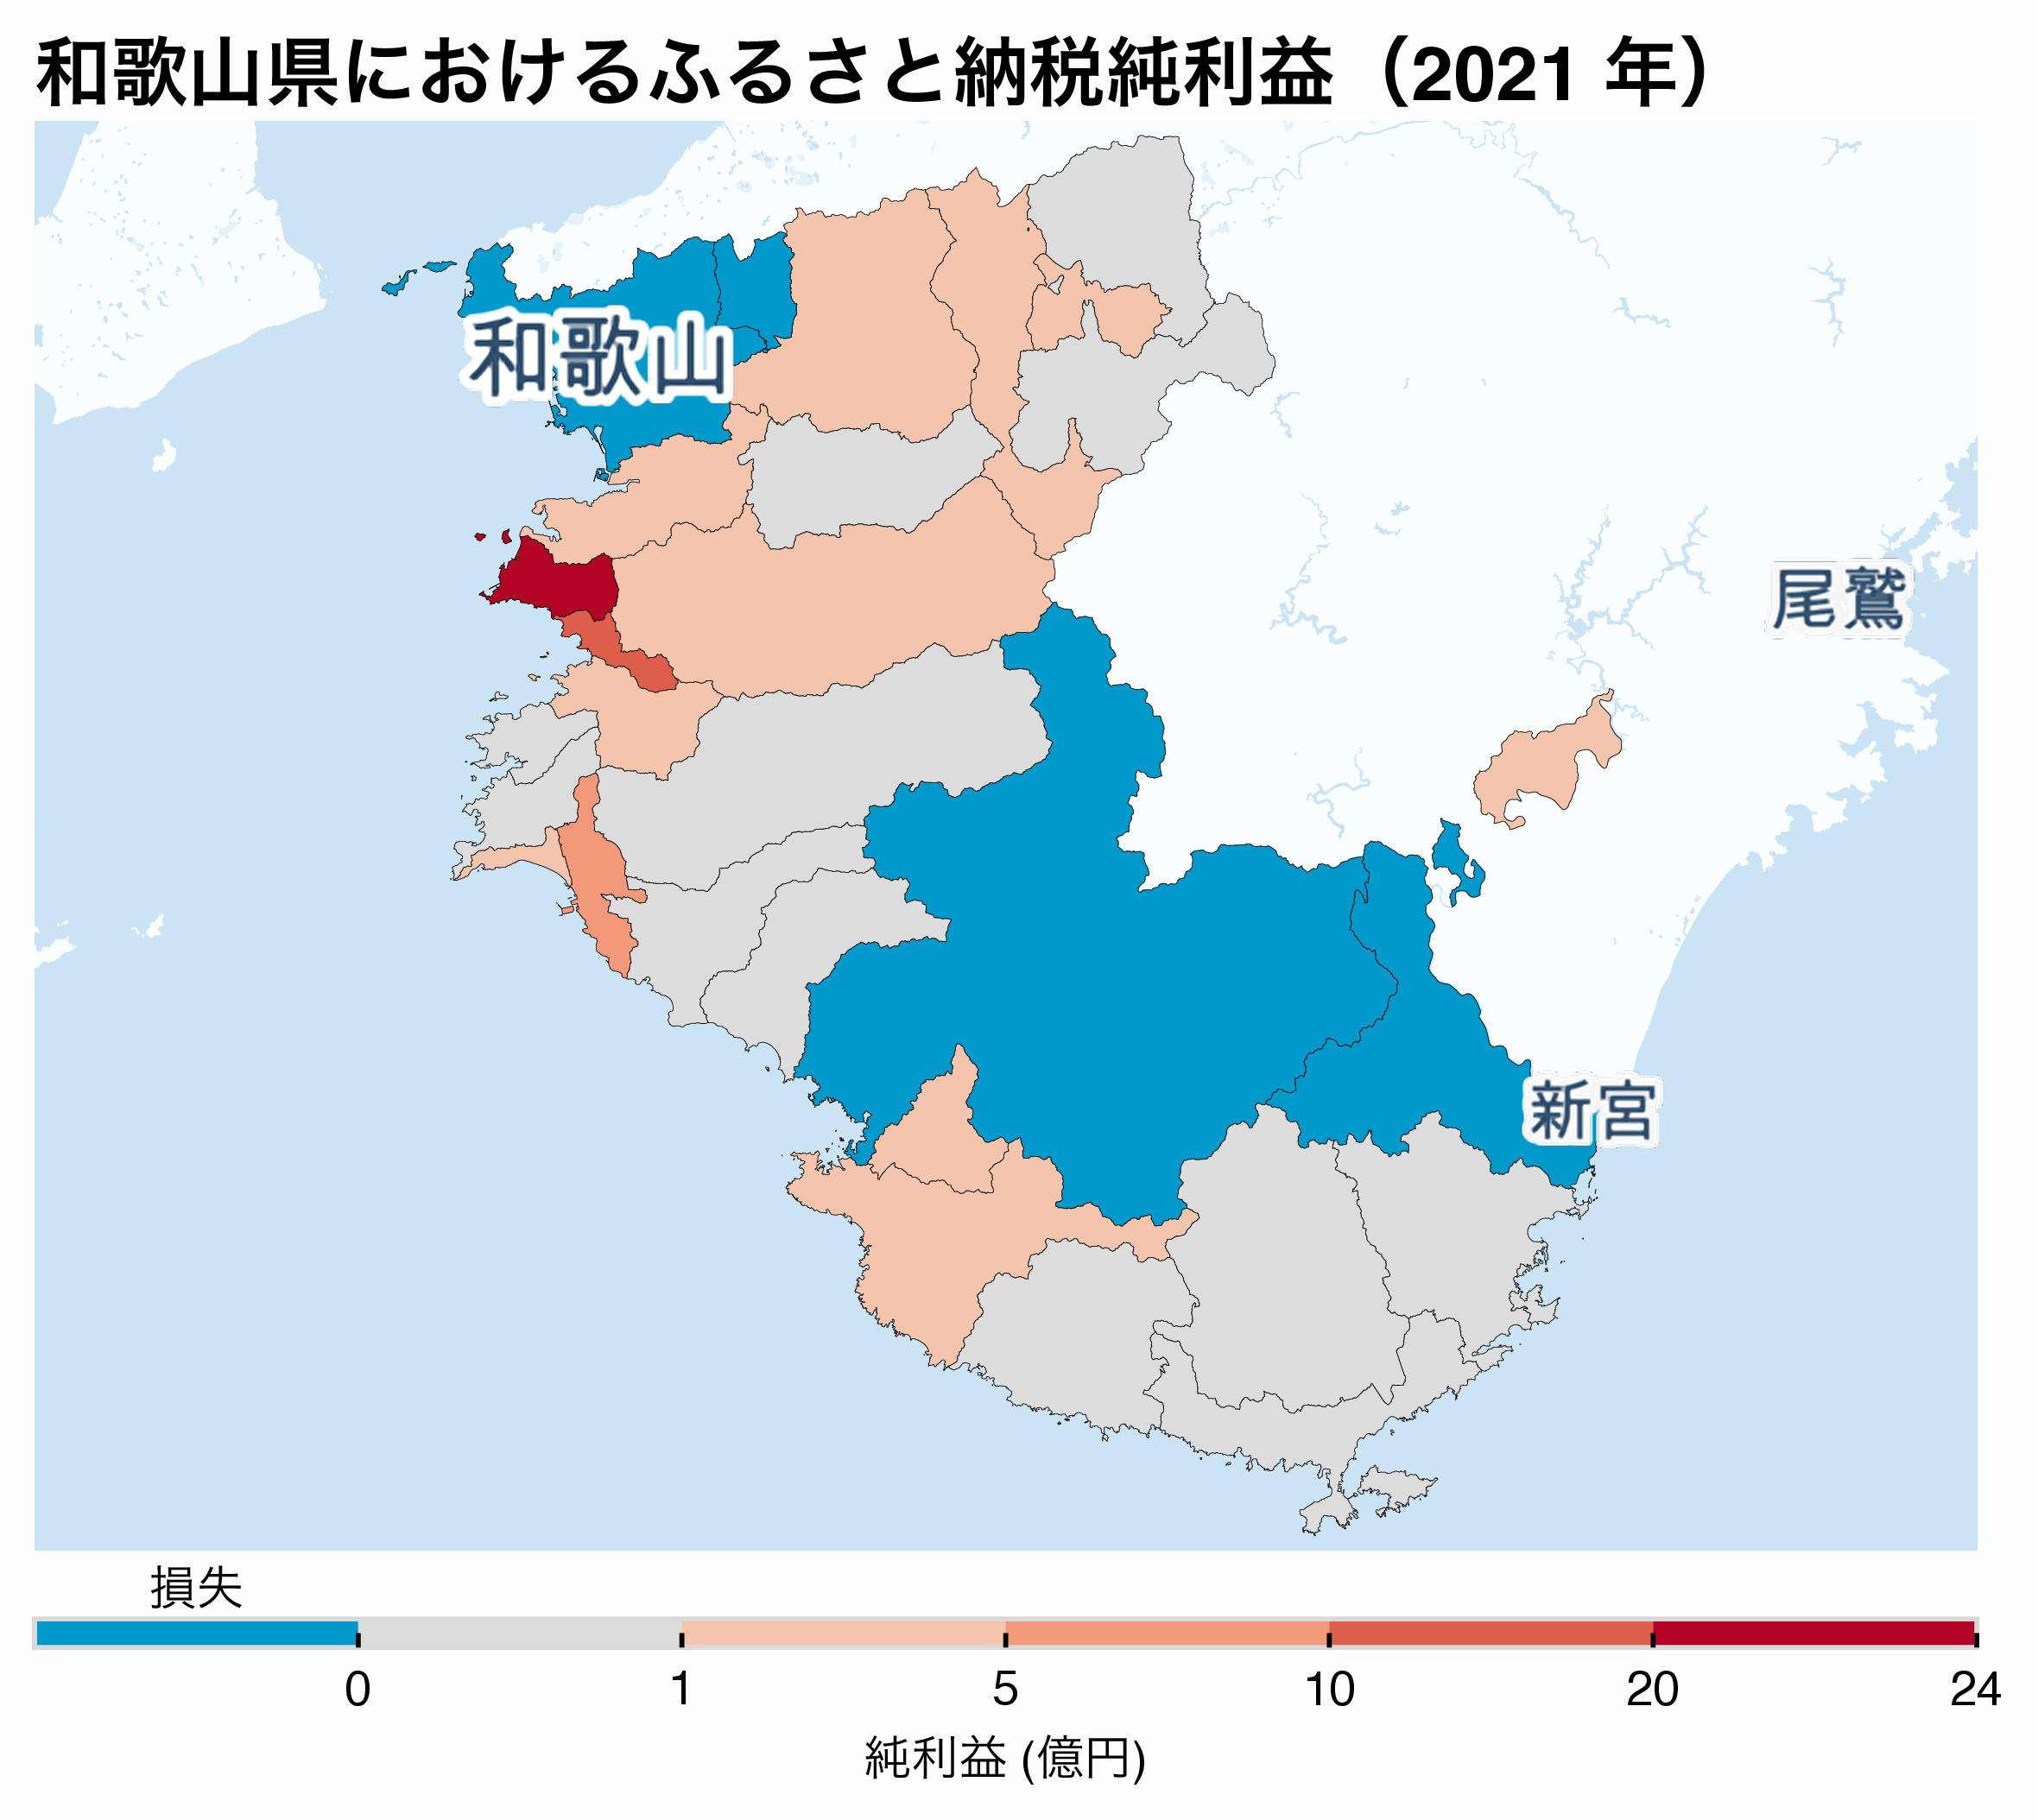 和歌山県におけるふるさと納税純利益（2021 年）
和歌山
尾鷲
新宮
損失
0 1 5 10 20 24
純利益 (億円)